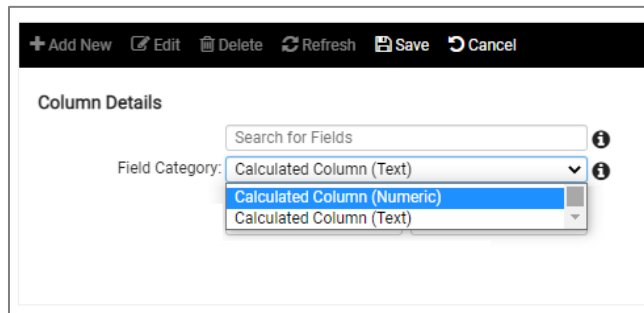 Add New Edit Delete Refresh Save Cancel
Column Details
Search for Fields
Field Category: Calculated Column (Text)
Calculated Column (Numeric)
Calculated Column (Text)